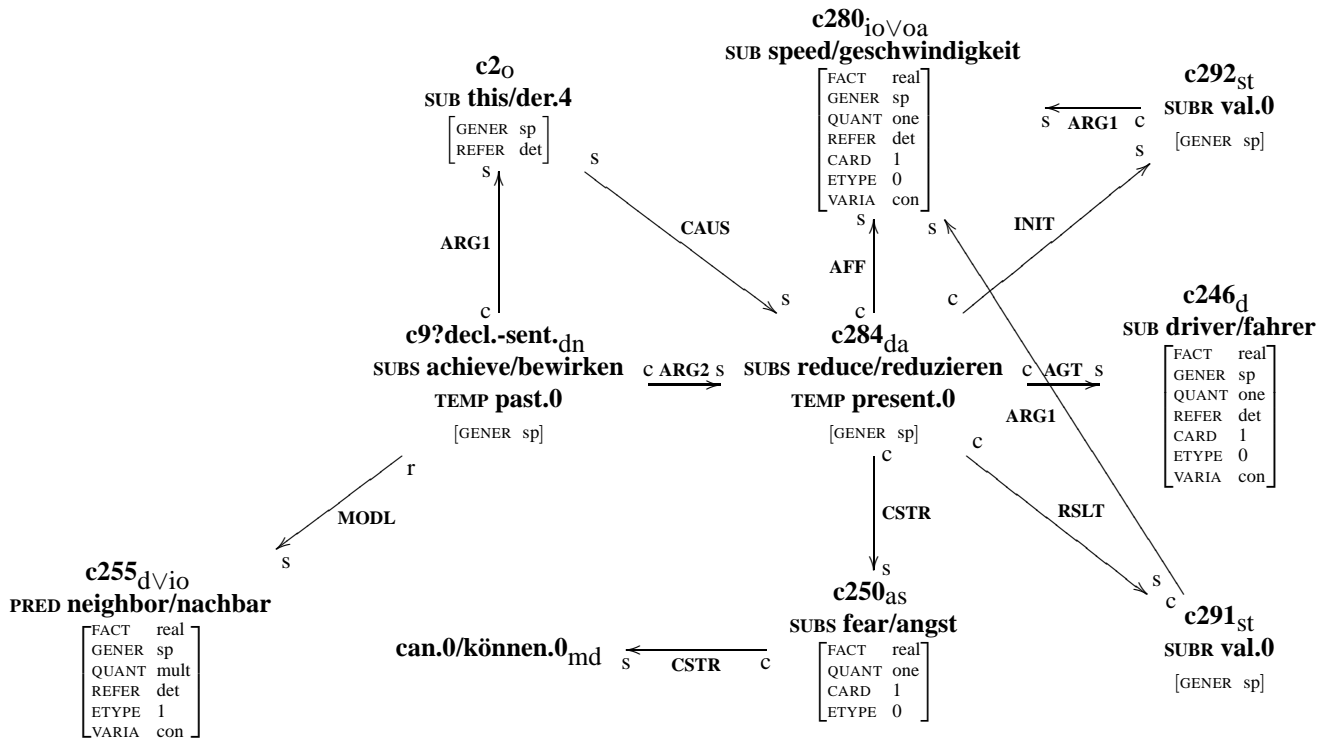 c280io∨oa
SUB speed/geschwindigkeit
FACT real
GENER sp
QUANT one
REFER det
CARD 1
ETYPE 0
VARIA con
c2o
SUB this/der.4
GENER sp
REFER det
c292st
SUBR val.0
[GENER sp]
s ARG1 c
s
s
s
s
s
ARG1
CAUS
AFF
INIT
c
s
c
c
c9?decl.-sent.dn
SUBS achieve/bewirken
TEMP past.0
[GENER sp]
c ARG2 s
c284da
SUBS reduce/reduzieren
TEMP present.0
[GENER sp]
c AGT s
ARG1
c246d
SUB driver/fahrer
FACT real
GENER sp
QUANT one
REFER det
CARD 1
ETYPE 0
VARIA con
r
c
c
MODL
CSTR
RSLT
s
s
s
c
c255d∨io
PRED neighbor/nachbar
FACT real
GENER sp
QUANT mult
REFER det
ETYPE 1
VARIA con
can.0/können.0md
s CSTR c
c250as
SUBS fear/angst
FACT real
QUANT one
CARD 1
ETYPE 0
c291st
SUBR val.0
[GENER sp]